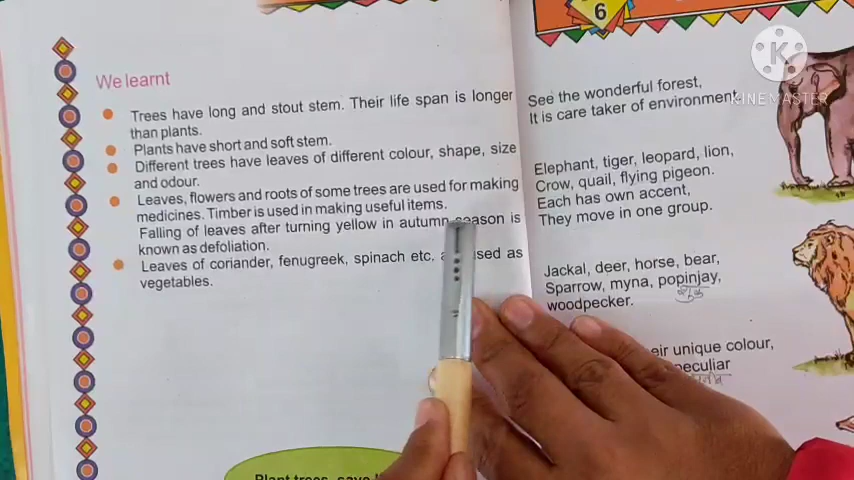 We learnt
Trees have long and stout stem. Their life span is longer
than plants.
Plants have short and soft stem.
Different trees have leaves of different colour, shape, size
and odour.
Leaves, flowers and roots of some trees are used for making
medicines. Timber is used in making useful items.
Falling of leaves after turning yellow in autumn season is
known as defoliation.
Leaves of coriander, fenugreek, spinach etc. used as
vegetables.
Plant trees, save
6
See the wonderful forest,
It is care taker of environment.
Elephant, tiger, leopard, lion,
Crow, quail, flying pigeon.
Each has own accent,
They move in one group.
Jackal, deer, horse, bear,
Sparrow, myna, popinjay,
woodpecker.
unique colour,
peculiar
K
KINEMASTER